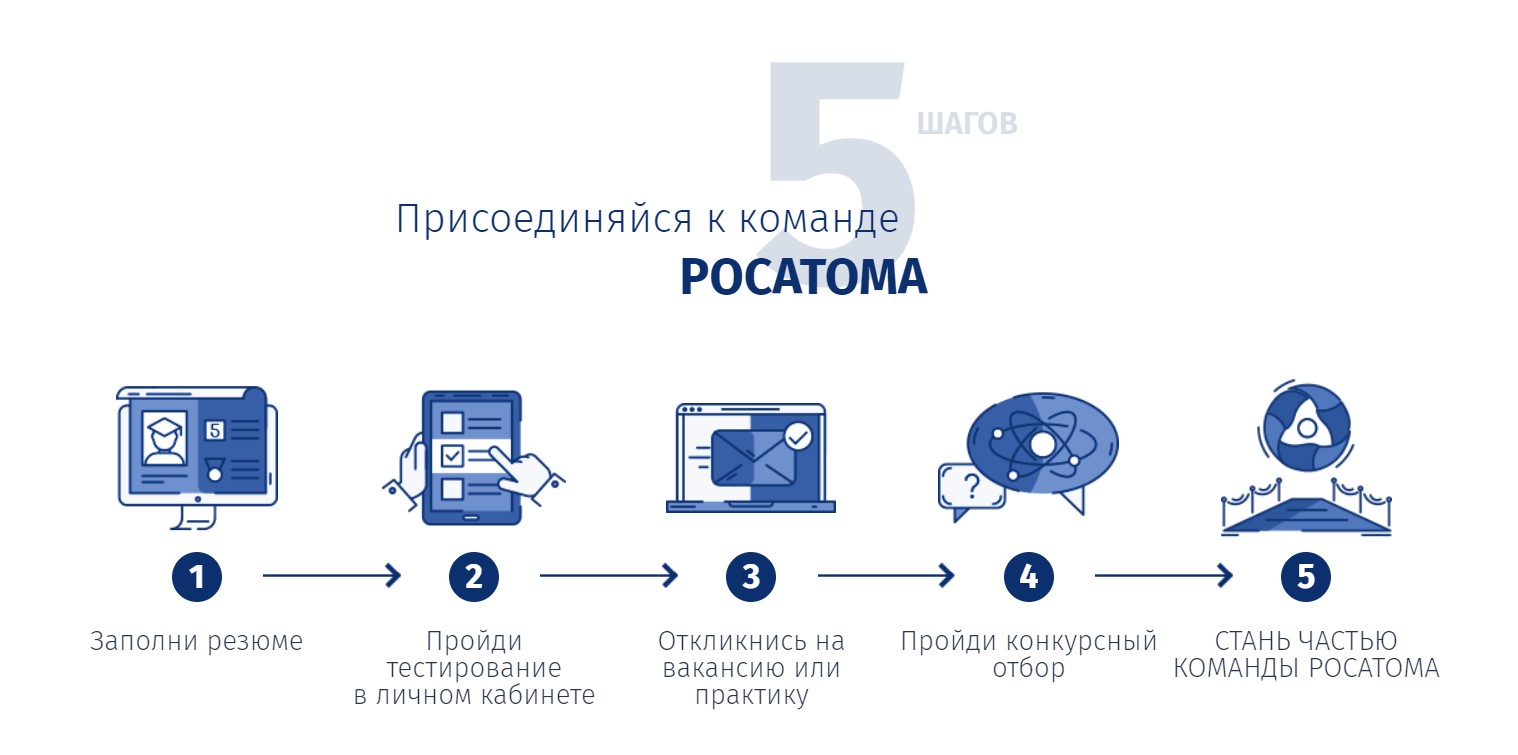 5 ШАГОВ
Присоединяйся к команде
РОСАТОМА
5
?
1
2
3
4
5
Заполни резюме
Пройди
тестирование
в личном кабинете
Откликнись на
вакансию или
практику
Пройди конкурсный
отбор
СТАНЬ ЧАСТЬЮ
КОМАНДЫ РОСАТОМА